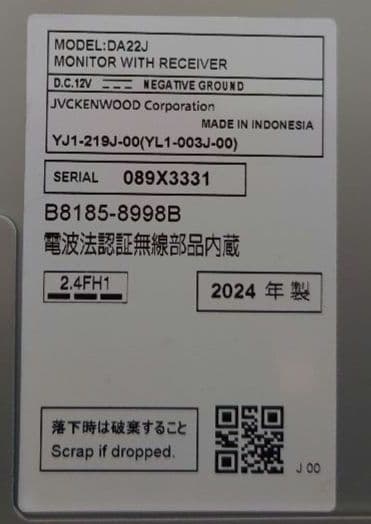 MODEL:DA22J
MONITOR WITH RECEIVER
D.C.12V NEGATIVE GROUND
JVCKENWOOD Corporation
MADE IN INDONESIA
YJ1-219J-00(YL1-003J-00)
SERIAL 089X3331
B8185-8998B
電波法認証無線部品内蔵
2.4FH1
2024 年 製
落下時は破棄すること
Scrap if dropped.
J 00